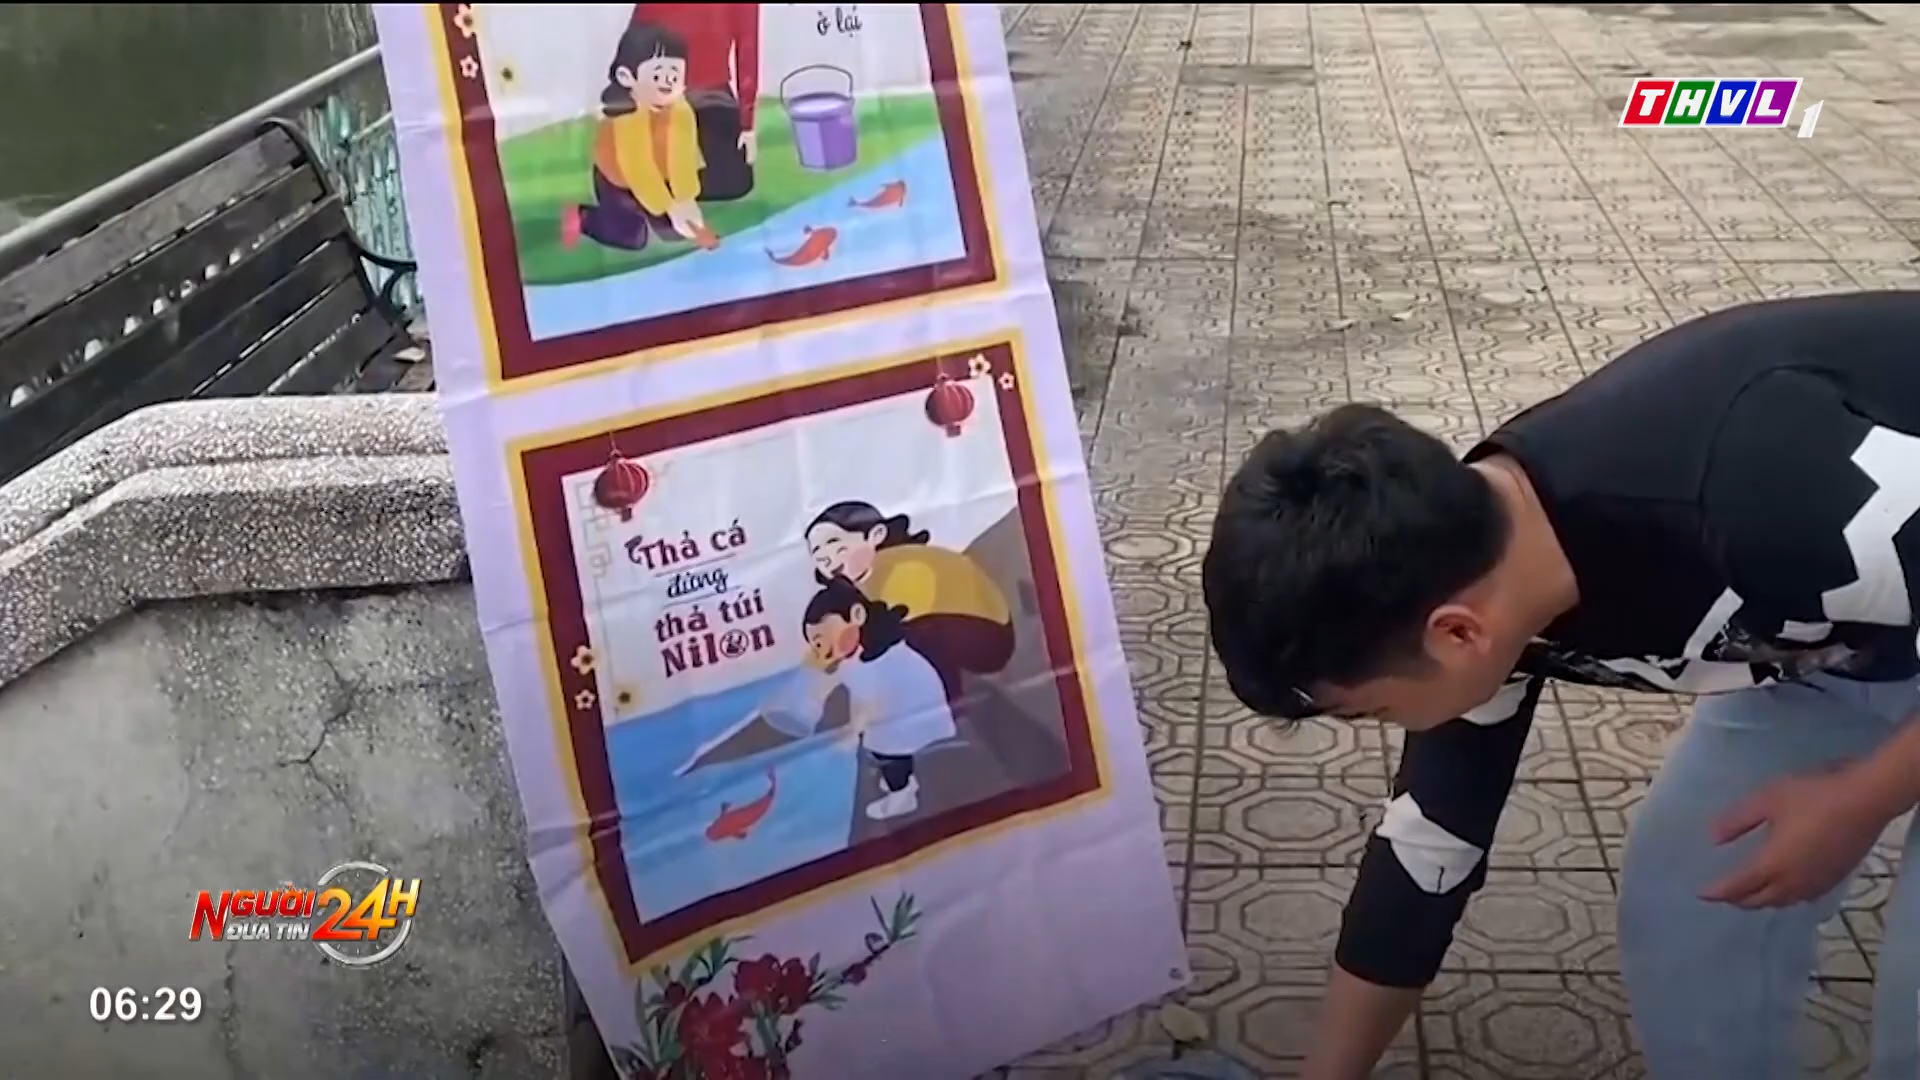 ở lại
THVL1
Thả cá
đừng
thả túi
Nilon
NGƯỜI
ĐƯA TIN
24H
06:29